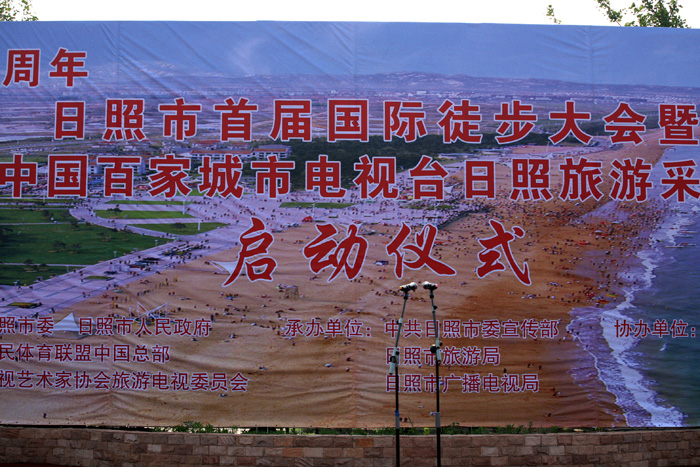 周年
日照市首届国际徒步大会暨
中国百家城市电视台日照旅游采
启动仪式
照市委 日照市人民政府
民体育联盟中国总部
视艺术家协会旅游电视委员会
承办单位：中共日照市委宣传部
日照市旅游局
日照市广播电视局
协办单位：